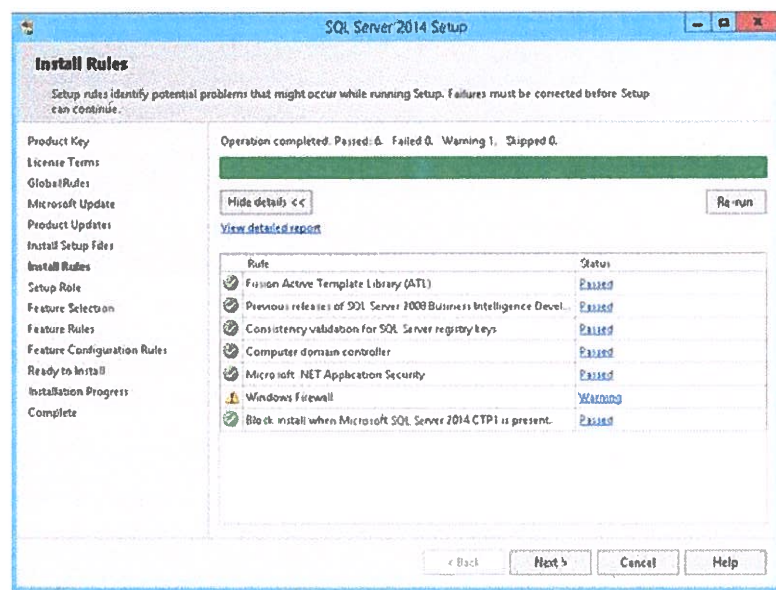 SQL Server 2014 Setup
Install Rules
Setup rules identify potential problems that might occur while running Setup. Failures must be corrected before Setup
can continue.
Product Key
License Terms
Global Rules
Microsoft Update
Product Updates
Install Setup Files
Install Rules
Setup Role
Feature Selection
Feature Rules
Feature Configuration Rules
Ready to Install
Installation Progress
Complete
Operation completed. Passed: 6. Failed 0. Warning 1. Skipped 0.
Hide details <<
Re-run
View detailed report
Rule Status
Fusion Active Template Library (ATL) Passed
Previous releases of SQL Server 2008 Business Intelligence Devel... Passed
Consistency validation for SQL Server registry keys Passed
Computer domain controller Passed
Microsoft .NET Application Security Passed
Windows Firewall Warning
Block install when Microsoft SQL Server 2014 CTP1 is present. Passed
< Back Next > Cancel Help